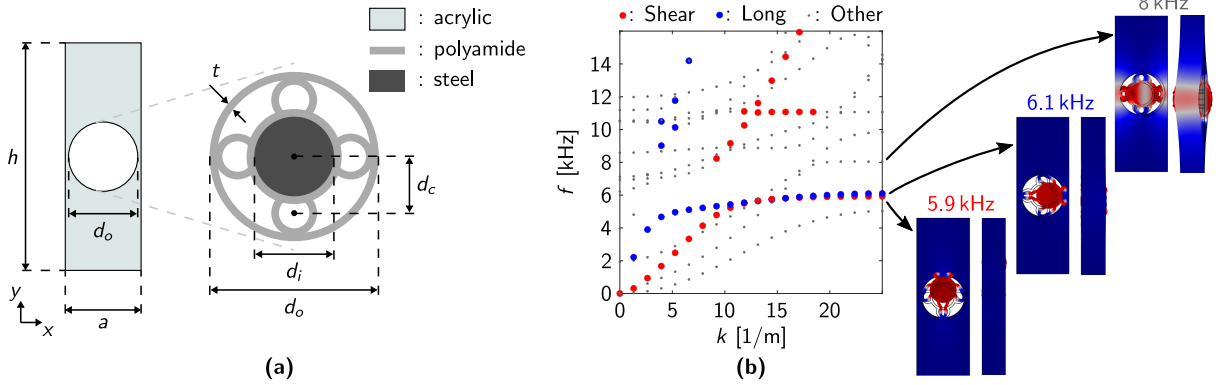 : acrylic
: polyamide
: steel
t
h
d_o
d_c
d_i
d_o
y
x
a
(a)
: Shear : Long : Other
14
12
10
8
6
4
2
0
f [kHz]
0 5 10 15 20
k [1/m]
(b)
8 kHz
6.1 kHz
5.9 kHz